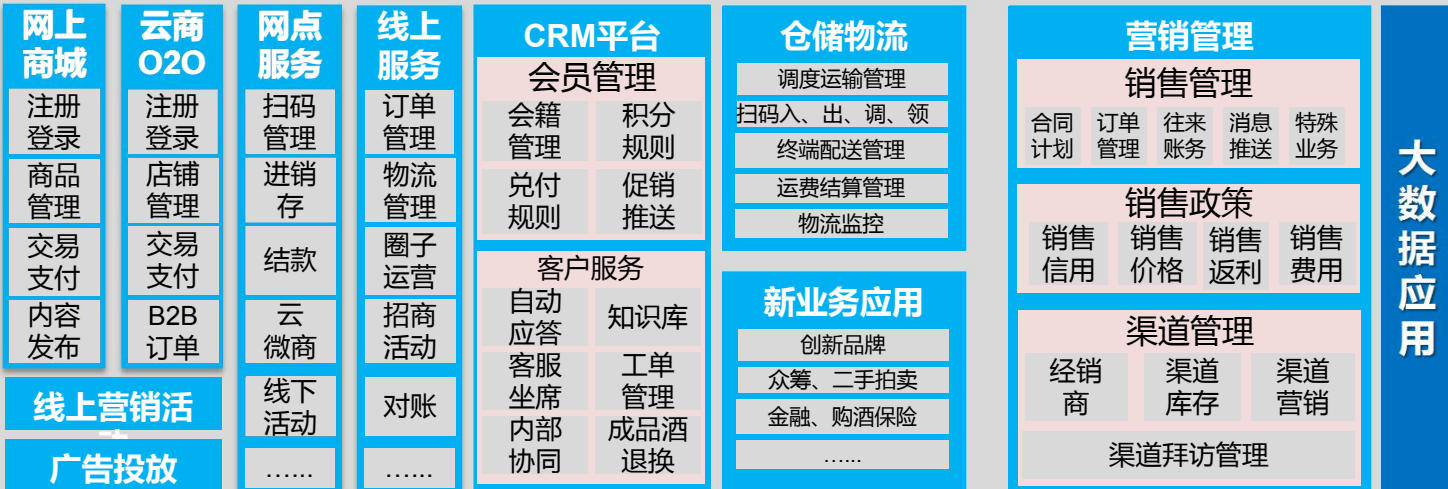 网上
商城
注册
登录
商品
管理
交易
支付
内容
发布
云商
O2O
注册
登录
店铺
管理
交易
支付
B2B
订单
线上营销活
广告投放
网点
服务
扫码
管理
进销
存
结款
云
微商
线下
活动
…...
线上
服务
订单
管理
物流
管理
圈子
运营
招商
活动
对账
…...
CRM平台
会员管理
会籍
管理
积分
规则
兑付
规则
促销
推送
客户服务
自动
应答
知识库
客服
坐席
工单
管理
内部
协同
成品酒
退换
仓储物流
调度运输管理
扫码入、出、调、领
终端配送管理
运费结算管理
物流监控
新业务应用
创新品牌
众筹、二手拍卖
金融、购酒保险
…...
营销管理
销售管理
合同
计划
订单
管理
往来
账务
消息
推送
特殊
业务
销售政策
销售
信用
销售
价格
销售
返利
销售
费用
渠道管理
经销
商
渠道
库存
渠道
营销
渠道拜访管理
大数据应用